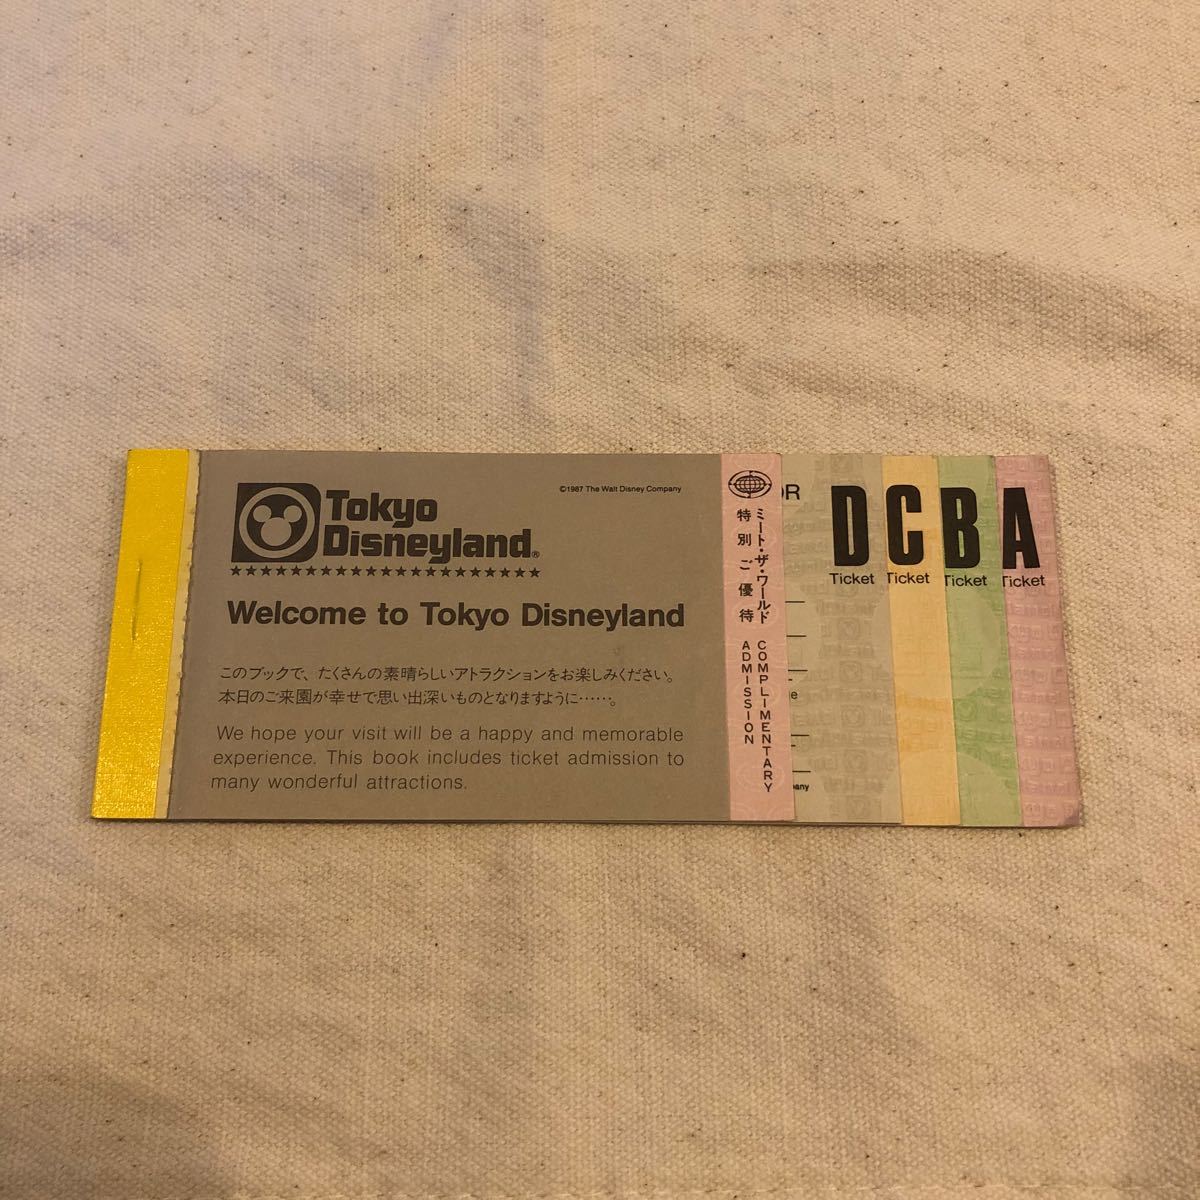 ©1987 The Walt Disney Company
Tokyo
Disneyland®
Welcome to Tokyo Disneyland
このブックで、たくさんの素晴らしいアトラクションをお楽しみください。
本日のご来園が幸せで思い出深いものとなりますように……。
We hope your visit will be a happy and memorable
experience. This book includes ticket admission to
many wonderful attractions.
ミート・ザ・ワールド
特別ご優待
COMPLIMENTARY
ADMISSION
OR
D
Ticket
C
Ticket
B
Ticket
A
Ticket